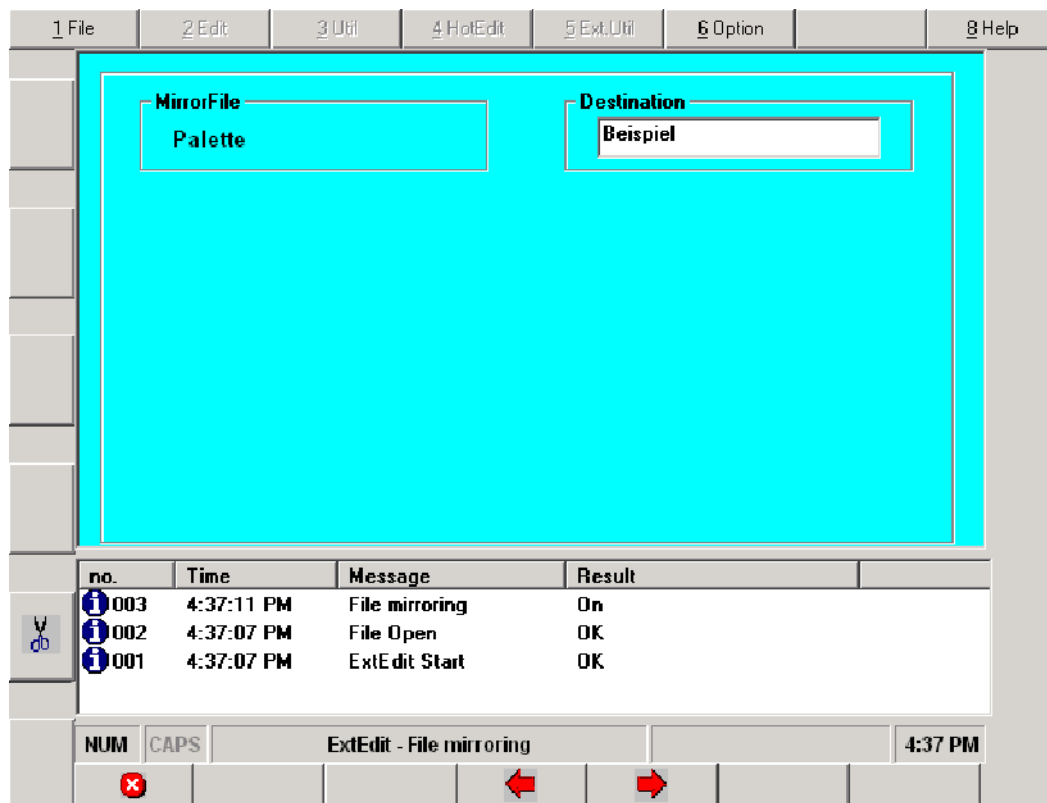 1 File 2 Edit 3 Util 4 HotEdit 5 Ext.Util 6 Option 8 Help
MirrorFile Destination
Palette Beispiel
no. Time Message Result
003 4:37:11 PM File mirroring On
002 4:37:07 PM File Open OK
001 4:37:07 PM ExtEdit Start OK
NUM CAPS ExtEdit - File mirroring 4:37 PM